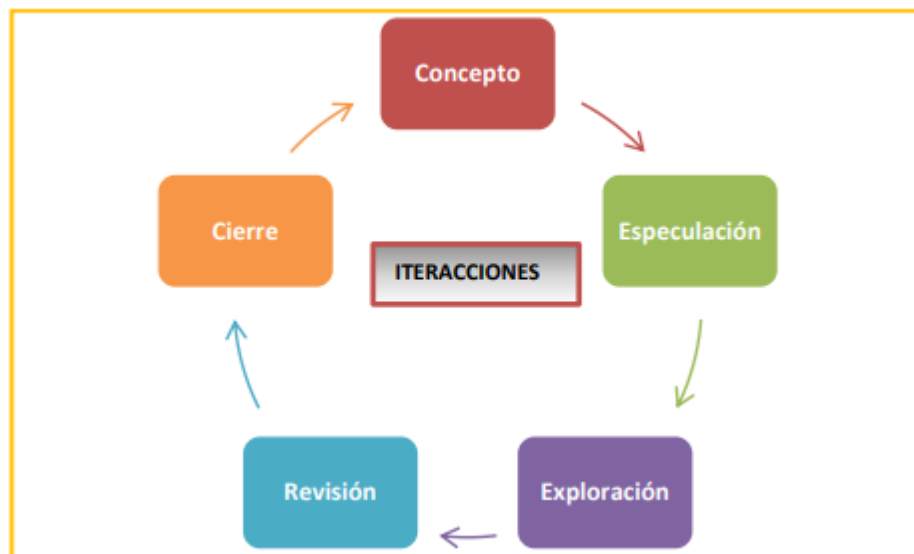 Concepto
Especulación
Exploración
Revisión
Cierre
ITERACCIONES